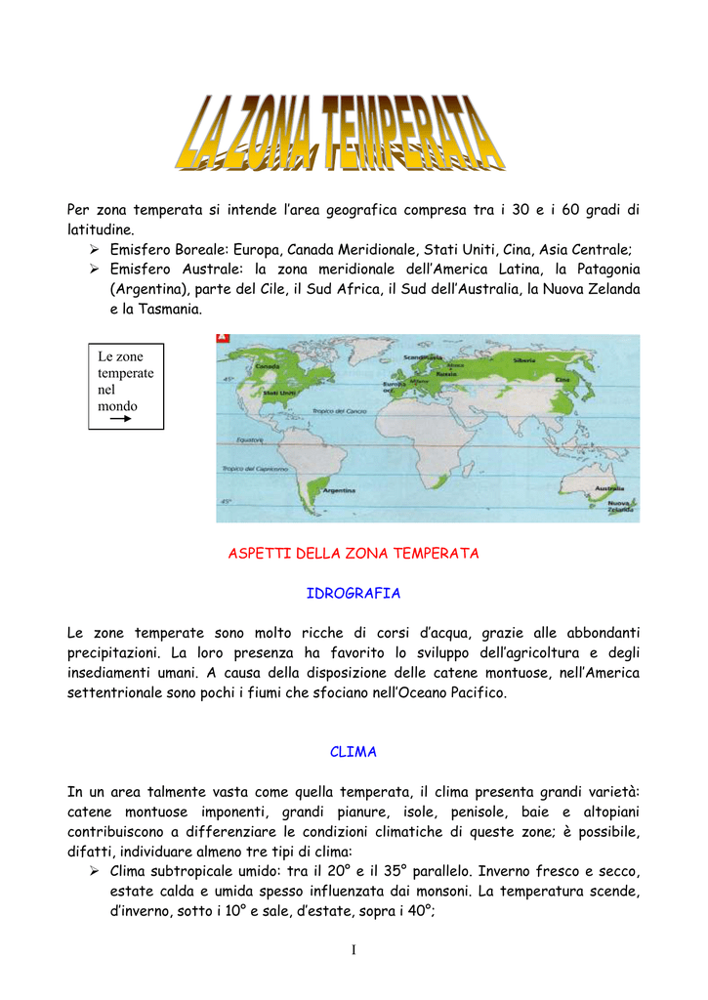 LA ZONA TEMPERATA
Per zona temperata si intende l’area geografica compresa tra i 30 e i 60 gradi di
latitudine.
➢ Emisfero Boreale: Europa, Canada Meridionale, Stati Uniti, Cina, Asia Centrale;
➢ Emisfero Australe: la zona meridionale dell’America Latina, la Patagonia
(Argentina), parte del Cile, il Sud Africa, il Sud dell’Australia, la Nuova Zelanda
e la Tasmania.
Le zone
temperate
nel
mondo
A
Canada
Scandinavia
Siberia
Mosca
Russia
45°
Europa
occ.
Milano
Cina
Stati Uniti
Tropico del Cancro
Equatore
Tropico del Capricorno
Argentina
Australia
45°
Nuova
Zelanda
ASPETTI DELLA ZONA TEMPERATA
IDROGRAFIA
Le zone temperate sono molto ricche di corsi d’acqua, grazie alle abbondanti
precipitazioni. La loro presenza ha favorito lo sviluppo dell’agricoltura e degli
insediamenti umani. A causa della disposizione delle catene montuose, nell’America
settentrionale sono pochi i fiumi che sfociano nell’Oceano Pacifico.
CLIMA
In un area talmente vasta come quella temperata, il clima presenta grandi varietà:
catene montuose imponenti, grandi pianure, isole, penisole, baie e altopiani
contribuiscono a differenziare le condizioni climatiche di queste zone; è possibile,
difatti, individuare almeno tre tipi di clima:
➢ Clima subtropicale umido: tra il 20° e il 35° parallelo. Inverno fresco e secco,
estate calda e umida spesso influenzata dai monsoni. La temperatura scende,
d’inverno, sotto i 10° e sale, d’estate, sopra i 40°;
I